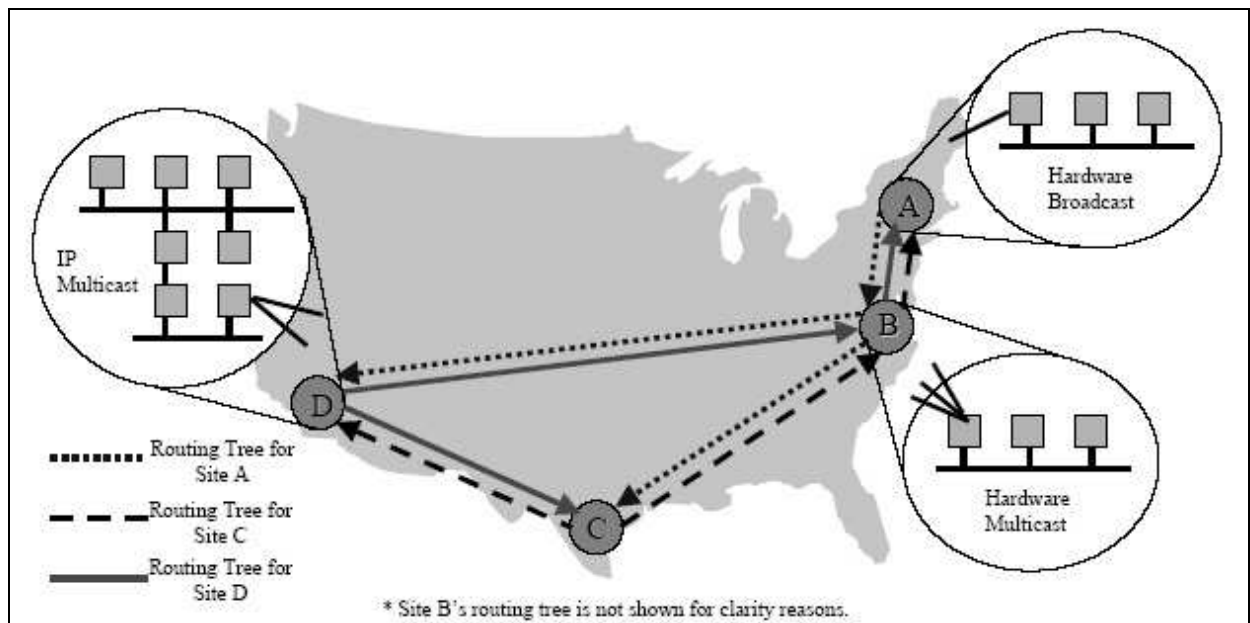 Hardware
Broadcast
A
IP
Multicast
B
D
C
Hardware
Multicast
Routing Tree for
Site A
Routing Tree for
Site C
Routing Tree for
Site D
* Site B's routing tree is not shown for clarity reasons.